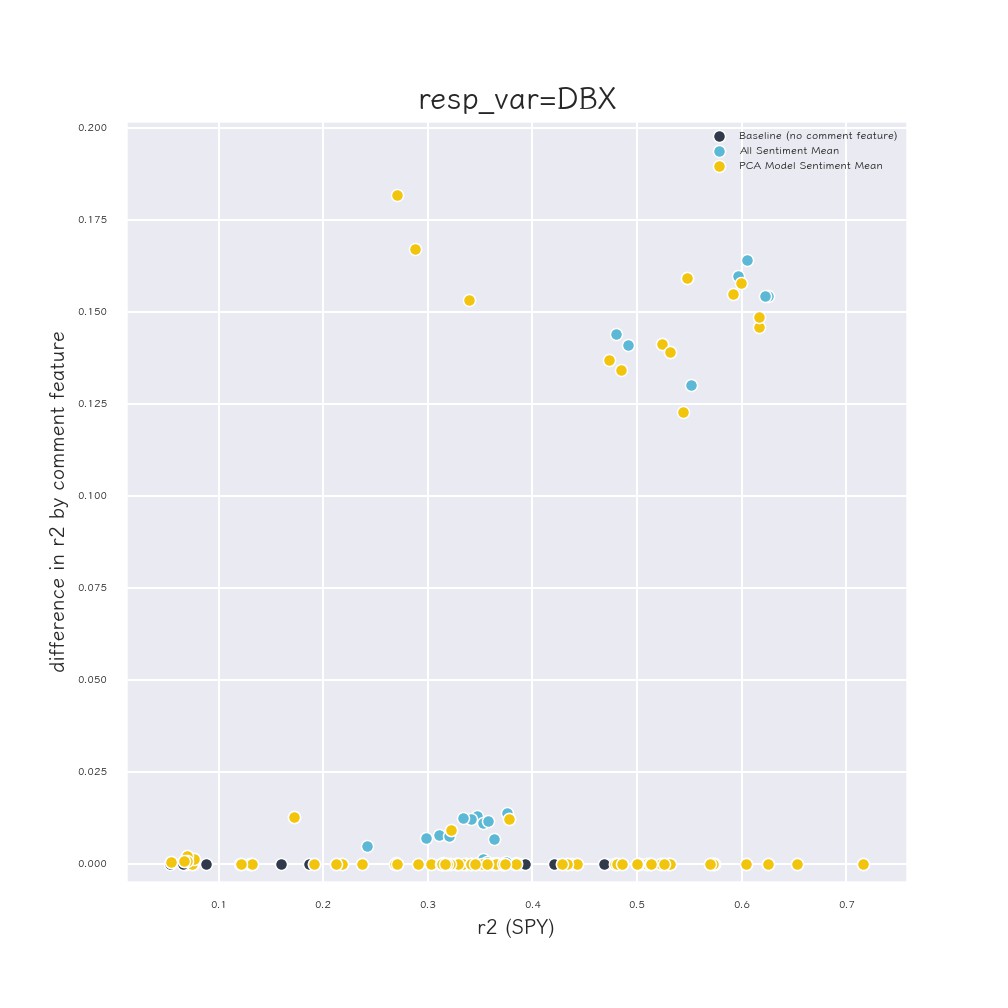 resp_var=DBX
Baseline (no comment feature)
All Sentiment Mean
PCA Model Sentiment Mean
difference in r2 by comment feature
0.200
0.175
0.150
0.125
0.100
0.075
0.050
0.025
0.000
0.1 0.2 0.3 0.4 0.5 0.6 0.7
r2 (SPY)